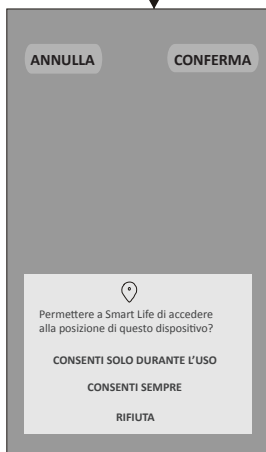 ANNULLA
CONFERMA
Permettere a Smart Life di accedere
alla posizione di questo dispositivo?
CONSENTI SOLO DURANTE L’USO
CONSENTI SEMPRE
RIFIUTA